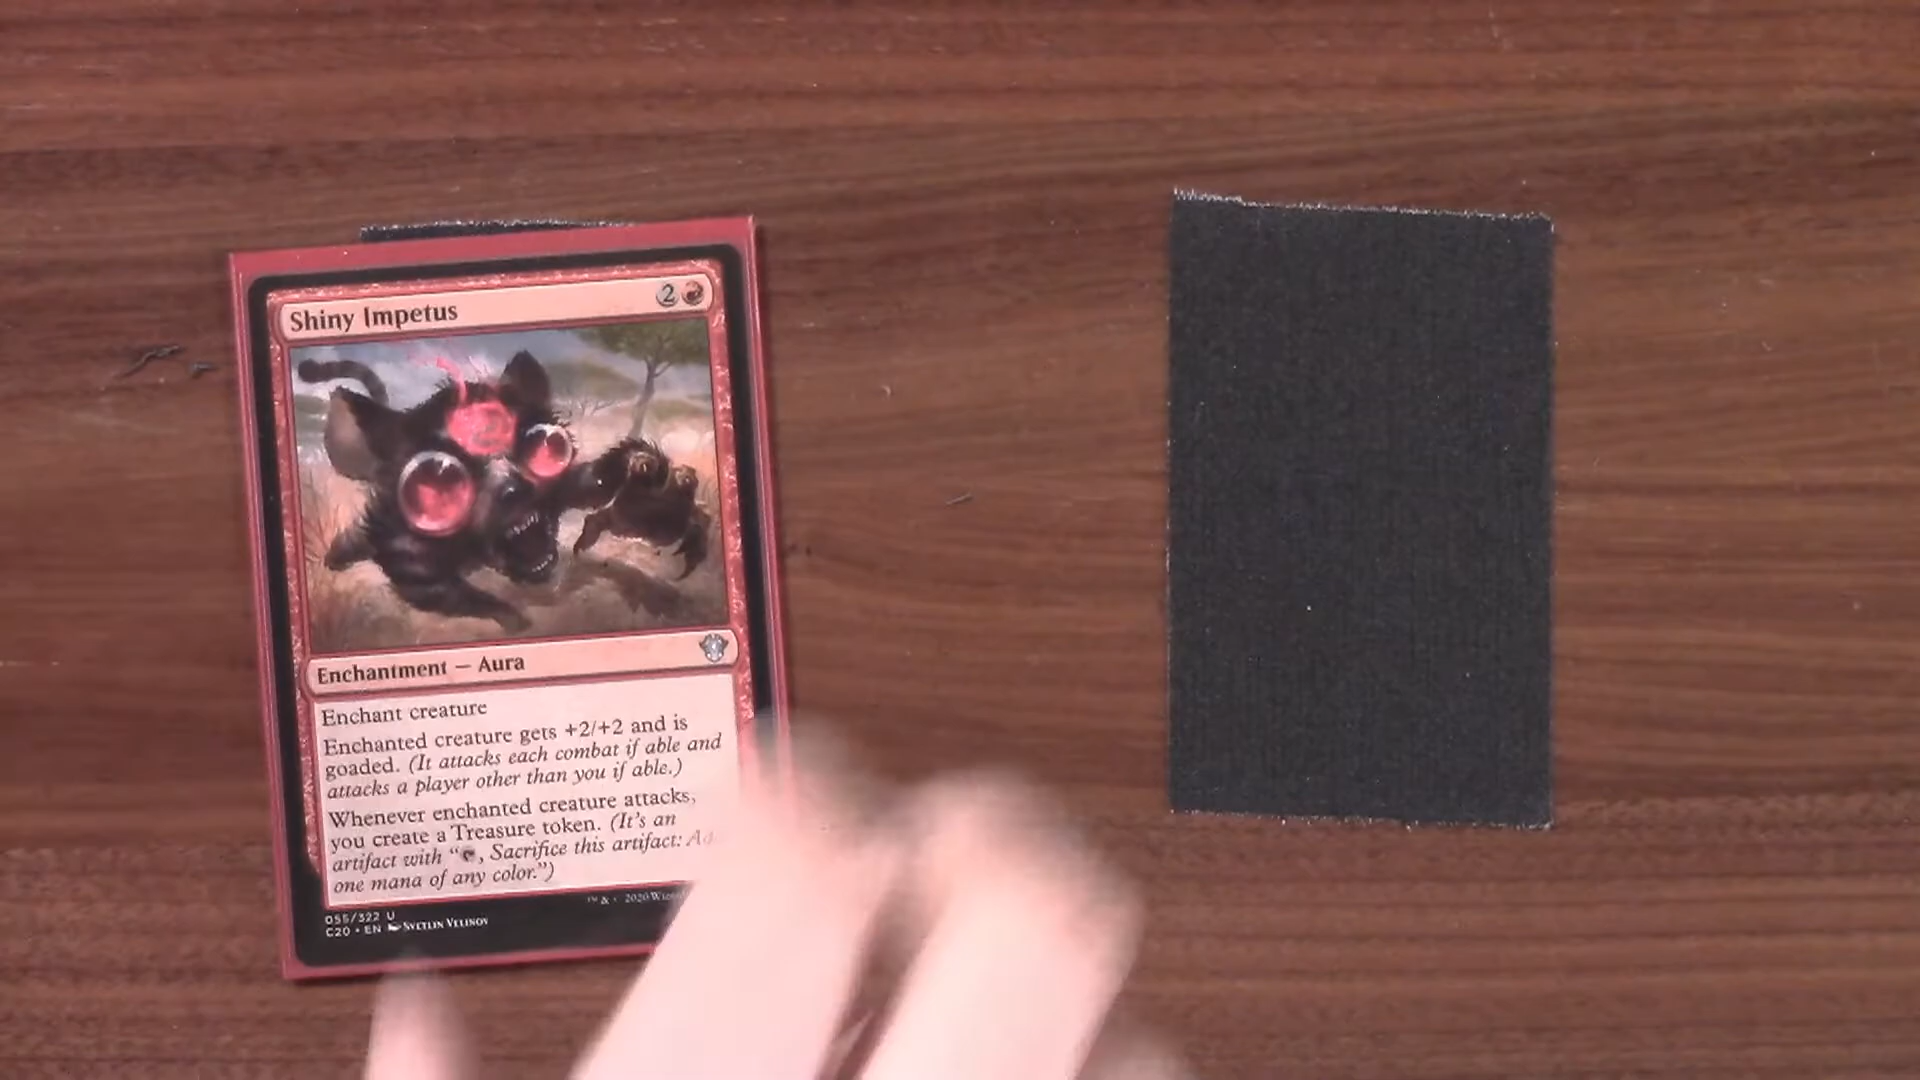 Shiny Impetus 2
Enchantment — Aura
Enchant creature
Enchanted creature gets +2/+2 and is
goaded. (It attacks each combat if able and
attacks a player other than you if able.)
Whenever enchanted creature attacks,
you create a Treasure token. (It's an
artifact with “, Sacrifice this artifact:
one mana of any color.”)
055/322 U
C20 • EN Svetlin Velinov
™ & 2020